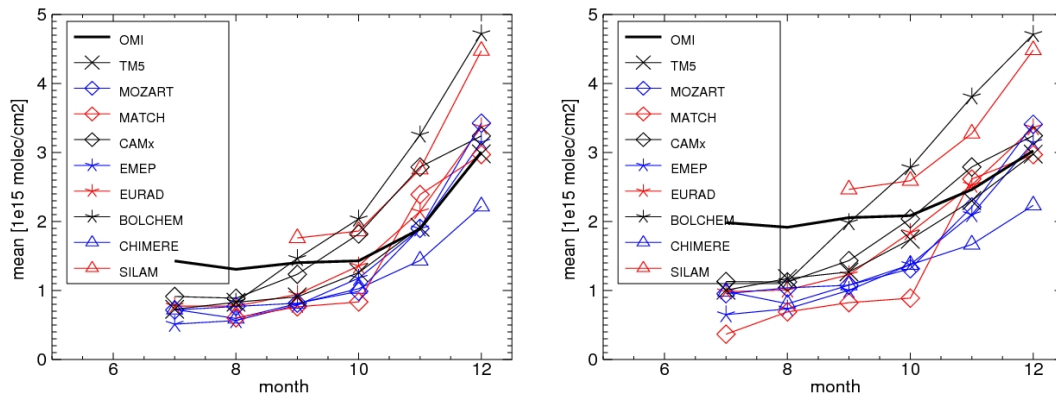 mean [1e15 molec/cm2]
5
4
3
2
1
0
OMI
TM5
MOZART
MATCH
CAMx
EMEP
EURAD
BOLCHEM
CHIMERE
SILAM
6
8
10
12
month
mean [1e15 molec/cm2]
5
4
3
2
1
0
OMI
TM5
MOZART
MATCH
CAMx
EMEP
EURAD
BOLCHEM
CHIMERE
SILAM
6
8
10
12
month